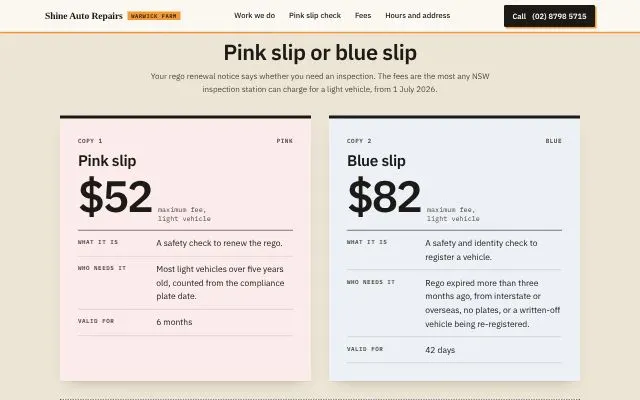 Shine Auto Repairs WARWICK FARM Work we do Pink slip check Fees Hours and address Call (02) 8798 5715
Pink slip or blue slip
Your rego renewal notice says whether you need an inspection. The fees are the most any NSW
inspection station can charge for a light vehicle, from 1 July 2026.
COPY 1 PINK
Pink slip
$52 maximum fee,
light vehicle
WHAT IT IS A safety check to renew the rego.
WHO NEEDS IT Most light vehicles over five years
old, counted from the compliance
plate date.
VALID FOR 6 months
COPY 2 BLUE
Blue slip
$82 maximum fee,
light vehicle
WHAT IT IS A safety and identity check to
register a vehicle.
WHO NEEDS IT Rego expired more than three
months ago, from interstate or
overseas, no plates, or a written-off
vehicle being re-registered.
VALID FOR 42 days